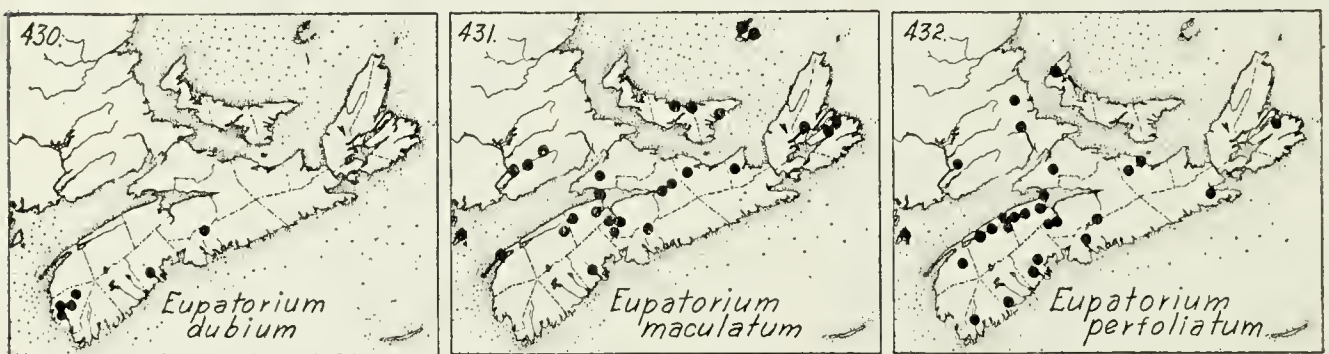 430.
Eupatorium
dubium
431.
Eupatorium
maculatum
432.
Eupatorium
perfoliatum